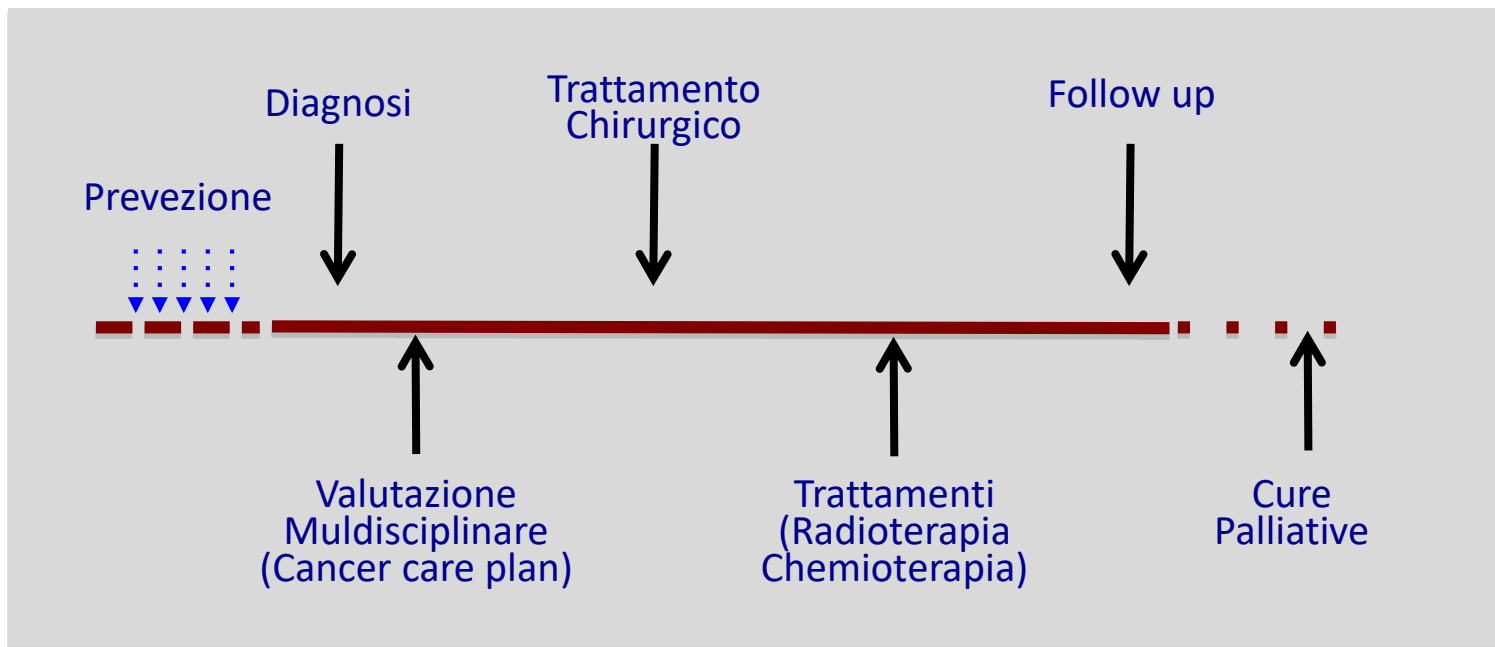 Prevezione
Diagnosi
Valutazione
Muldisciplinare
(Cancer care plan)
Trattamento
Chirurgico
Trattamenti
(Radioterapia
Chemioterapia)
Follow up
Cure
Palliative